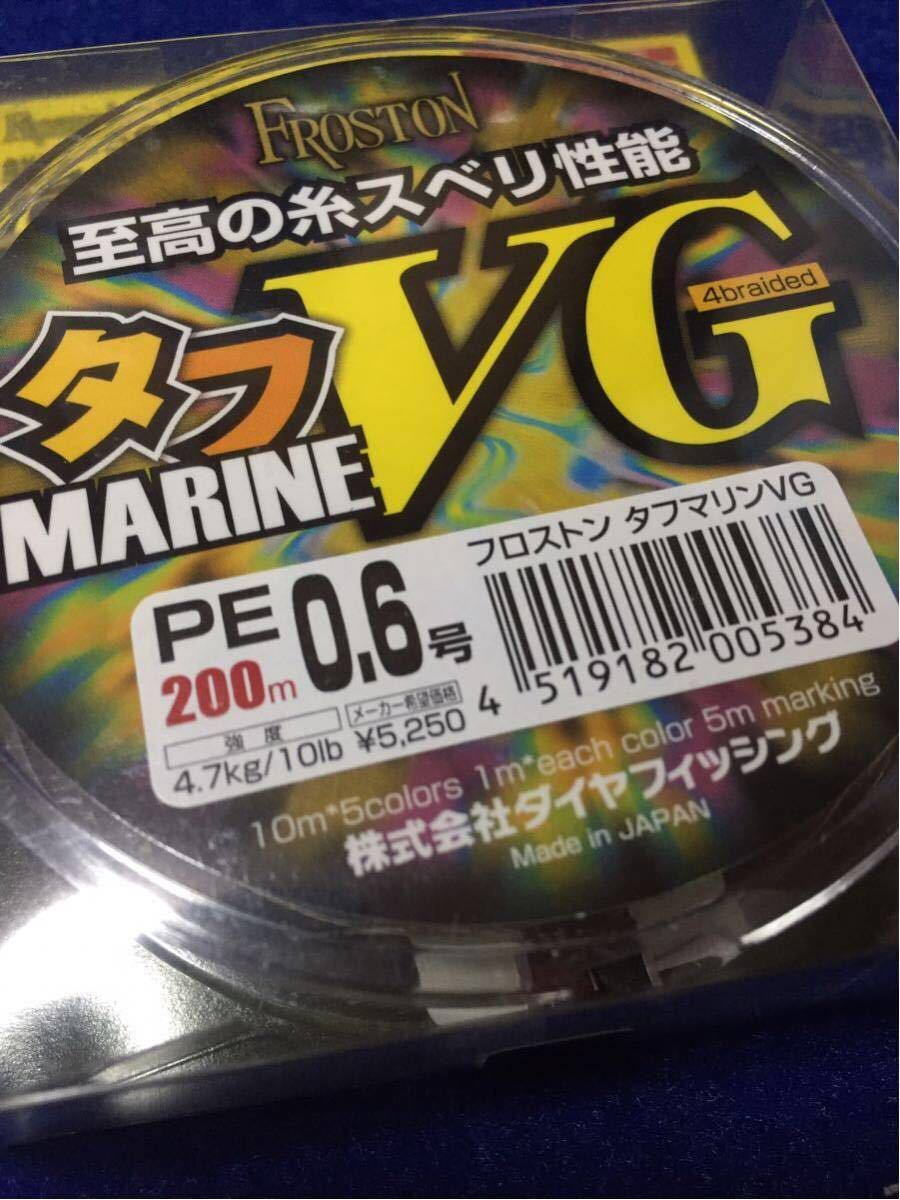 FROSTON
至高の糸スベリ性能
VG
4braided
タフ
MARINE
フロストン タフマリンVG
PE 0.6号
200m
強度
4.7kg/10lb
メーカー希望価格
¥5,250
4 519182 005384
10m*5colors 1m*each color 5m marking
株式会社ダイヤフィッシング
Made in JAPAN